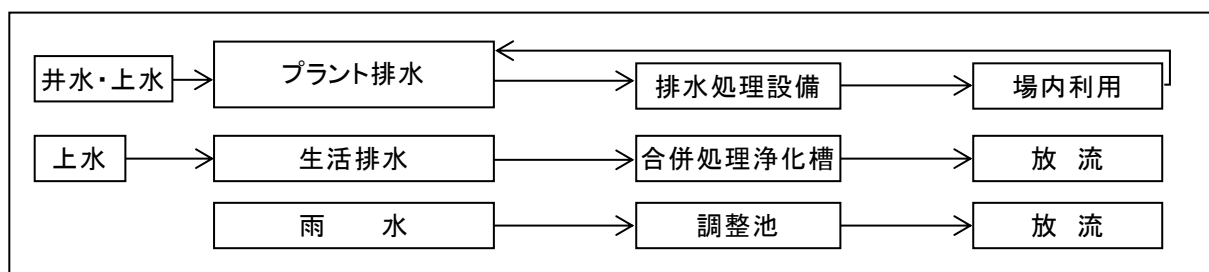 井水・上水 プラント排水 排水処理設備 場内利用
上水 生活排水 合併処理浄化槽 放 流
雨 水 調整池 放 流